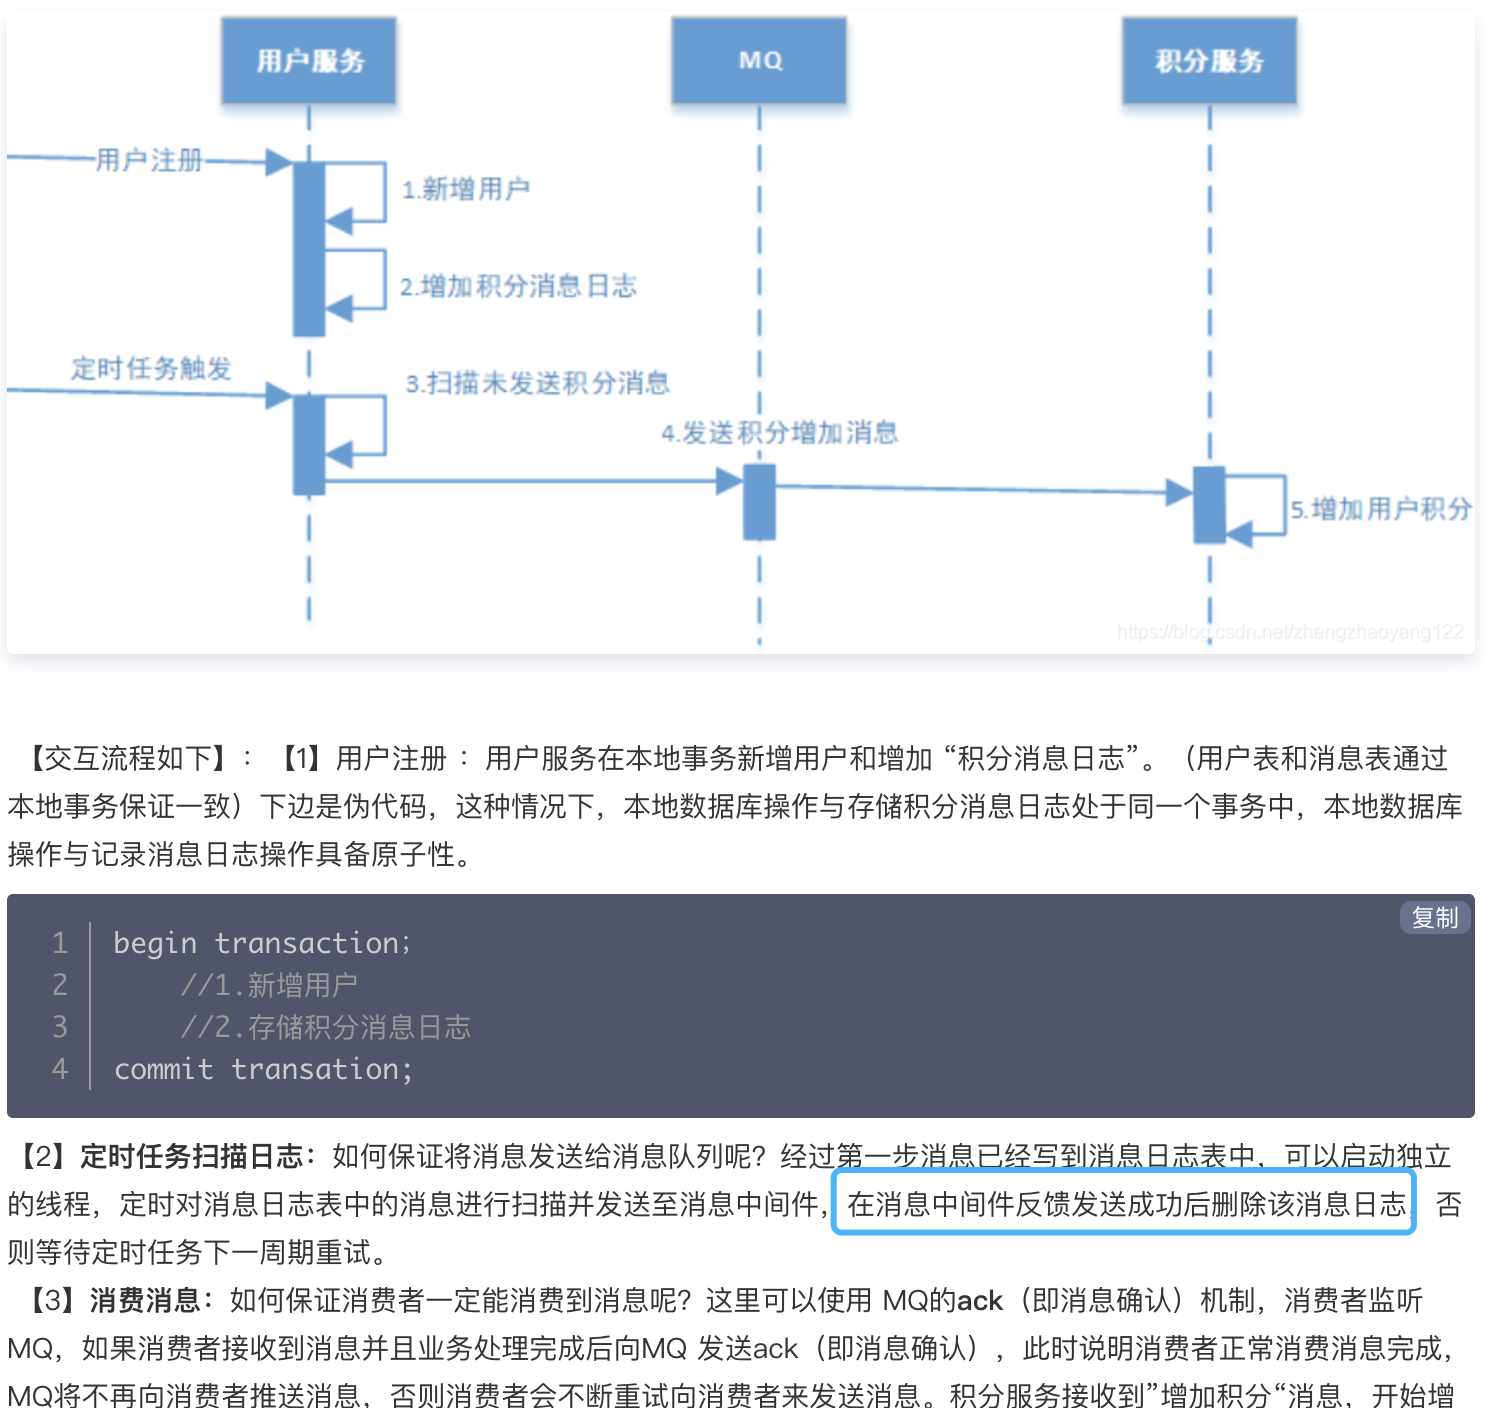 用户服务
MQ
积分服务
用户注册
1.新增用户
2.增加积分消息日志
定时任务触发
3.扫描未发送积分消息
4.发送积分增加消息
5.增加用户积分
https://blog.csdn.net/zhengzhaoyang122
【交互流程如下】：【1】用户注册 ：用户服务在本地事务新增用户和增加 “积分消息日志”。（用户表和消息表通过
本地事务保证一致）下边是伪代码，这种情况下，本地数据库操作与存储积分消息日志处于同一个事务中，本地数据库
操作与记录消息日志操作具备原子性。
复制
1 begin transaction;
2 //1.新增用户
3 //2.存储积分消息日志
4 commit transation;
【2】定时任务扫描日志：如何保证将消息发送给消息队列呢？经过第一步消息已经写到消息日志表中，可以启动独立
的线程，定时对消息日志表中的消息进行扫描并发送至消息中间件，在消息中间件反馈发送成功后删除该消息日志，否
则等待定时任务下一周期重试。
【3】消费消息：如何保证消费者一定能消费到消息呢？这里可以使用 MQ的ack（即消息确认）机制，消费者监听
MQ，如果消费者接收到消息并且业务处理完成后向MQ 发送ack（即消息确认），此时说明消费者正常消费消息完成，
MQ将不再向消费者推送消息，否则消费者会不断重试向消费者来发送消息。积分服务接收到”增加积分“消息，开始增